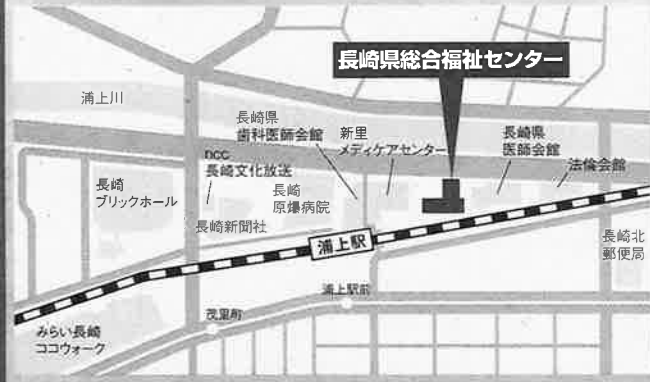 長崎県総合福祉センター
浦上川
長崎県
歯科医師会館
新里
メディケアセンター
長崎県
医師会館
法倫会館
ncc
長崎文化放送
長崎
ブリックホール
長崎
原爆病院
長崎新聞社
浦上駅
長崎北
郵便局
浦上駅前
茂里町
みらい長崎
ココウォーク